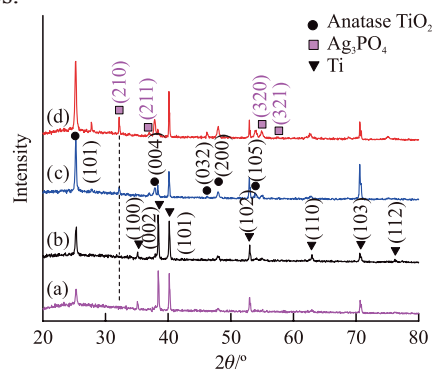 Anatase TiO₂
Ag₃PO₄
Ti
(210)
(211)
(320)
(321)
(d)
(101)
(004)
(032)
(200)
(105)
(c)
(100)
(002)
(101)
(102)
(110)
(103)
(112)
(b)
(a)
Intensity
20 30 40 50 60 70 80
2θ/°